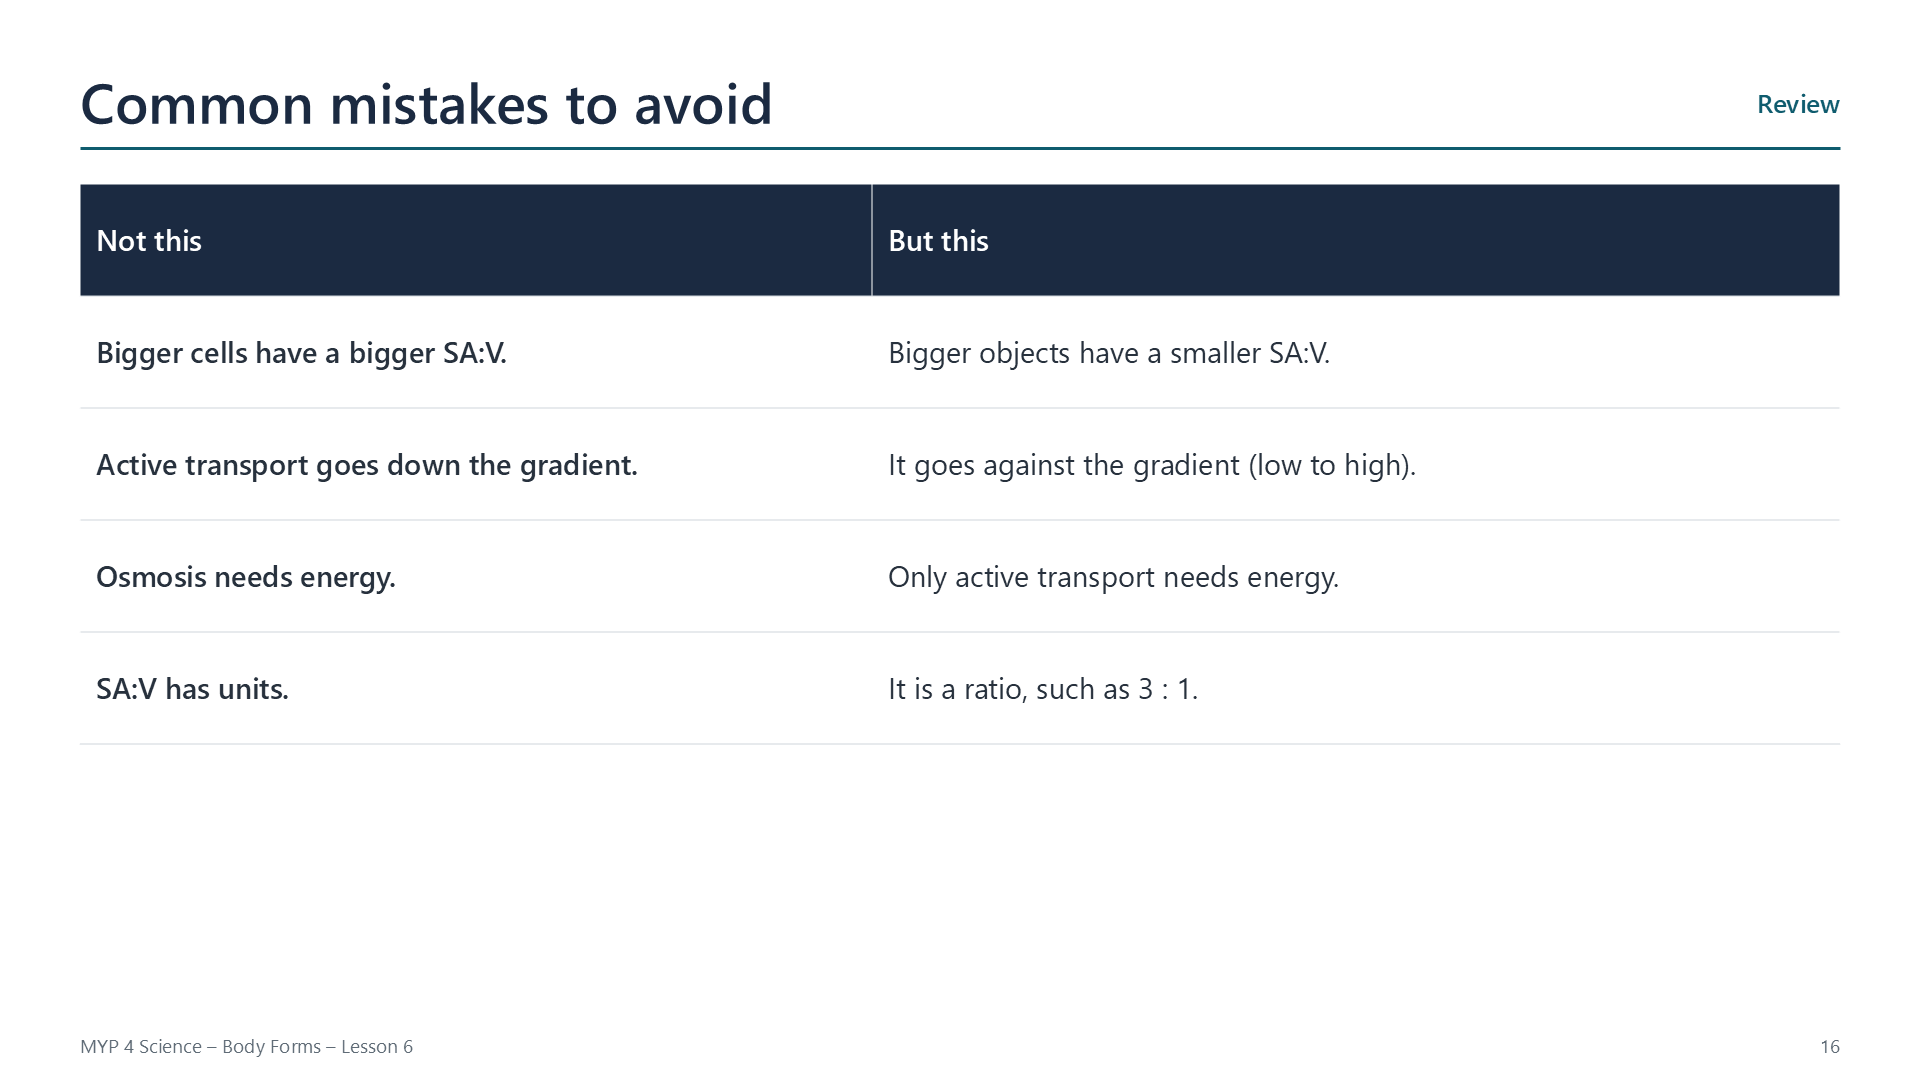 Common mistakes to avoid
Review
Not this
But this
Bigger cells have a bigger SA:V.
Bigger objects have a smaller SA:V.
Active transport goes down the gradient.
It goes against the gradient (low to high).
Osmosis needs energy.
Only active transport needs energy.
SA:V has units.
It is a ratio, such as 3 : 1.
MYP 4 Science – Body Forms – Lesson 6
16